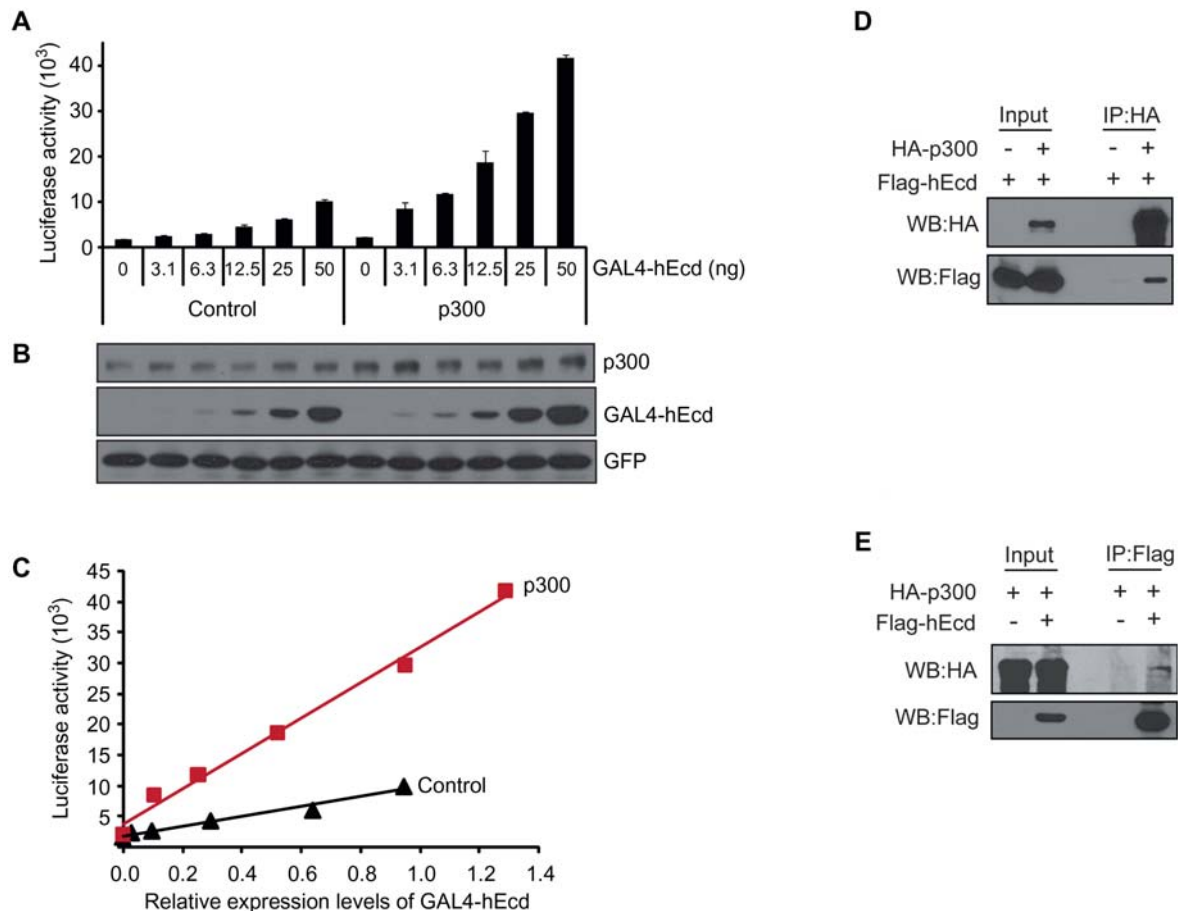 A
Luciferase activity (10³)
40
30
20
10
0
0 3.1 6.3 12.5 25 50 0 3.1 6.3 12.5 25 50 GAL4-hEcd (ng)
Control p300
B
p300
GAL4-hEcd
GFP
C
Luciferase activity (10³)
45
40
35
30
25
20
15
10
5
p300
Control
0.0 0.2 0.4 0.6 0.8 1.0 1.2 1.4
Relative expression levels of GAL4-hEcd
D
Input IP:HA
HA-p300 - + - +
Flag-hEcd + + + +
WB:HA
WB:Flag
E
Input IP:Flag
HA-p300 + + + +
Flag-hEcd - + - +
WB:HA
WB:Flag